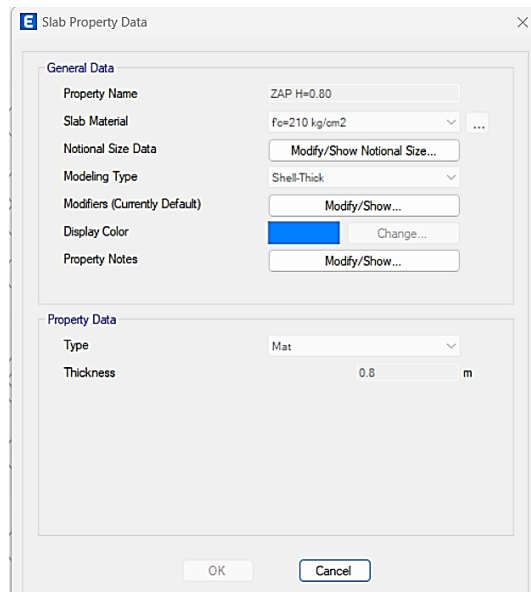 E Slab Property Data
General Data
Property Name ZAP H=0.80
Slab Material f'c=210 kg/cm2 ...
Notional Size Data Modify/Show Notional Size...
Modeling Type Shell-Thick
Modifiers (Currently Default) Modify/Show...
Display Color Change...
Property Notes Modify/Show...
Property Data
Type Mat
Thickness 0.8 m
OK Cancel